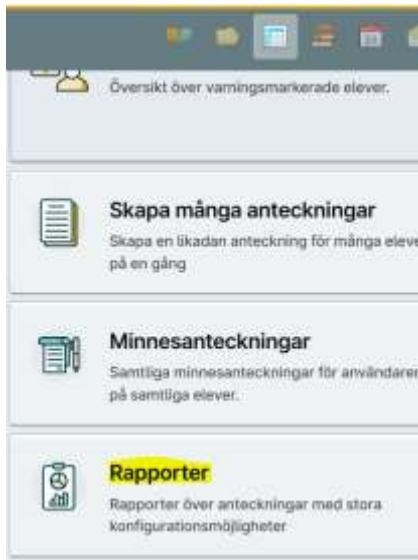 Översikt över varningsmarkerade elever.
Skapa många anteckningar
Skapa en likadan anteckning för många eleve
på en gång
Minnesanteckningar
Samtliga minnesanteckningar för användaren
på samtliga elever.
Rapporter
Rapporter över anteckningar med stora
konfigurationsmöjligheter